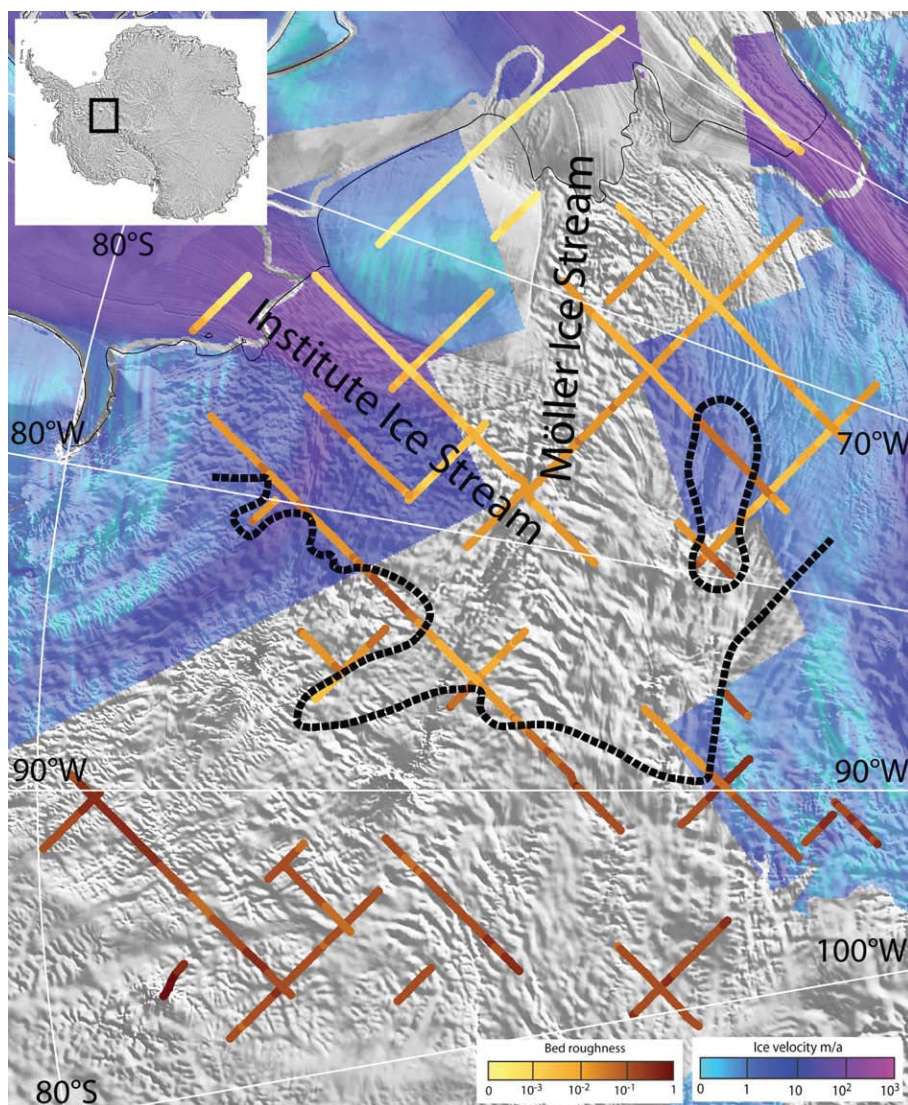 80°S
Institute Ice Stream
Möller Ice Stream
80°W
70°W
90°W
90°W
100°W
80°S
Bed roughness
0 10⁻³ 10⁻² 10⁻¹ 1
Ice velocity m/a
0 1 10 10² 10³